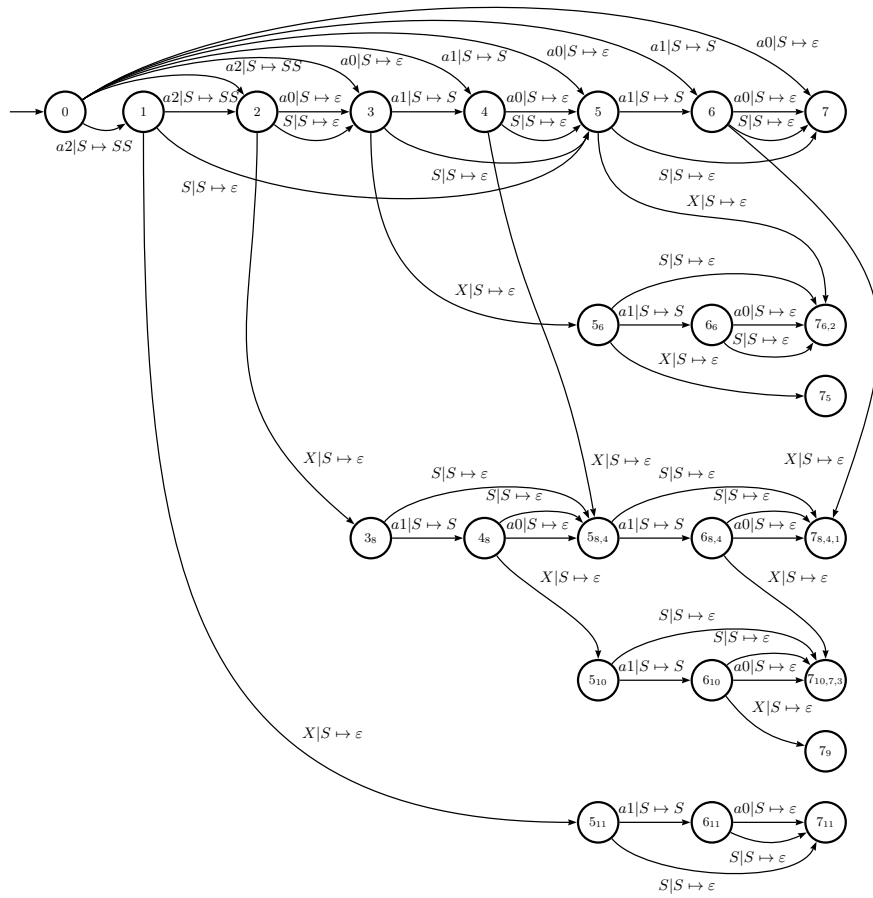 a2|S ↦ SS
a0|S ↦ ε
a1|S ↦ S
a0|S ↦ ε
a1|S ↦ S
a0|S ↦ ε
0
1
a2|S ↦ SS
2
a0|S ↦ ε
3
a1|S ↦ S
4
a0|S ↦ ε
5
a1|S ↦ S
6
a0|S ↦ ε
7
S|S ↦ ε
S|S ↦ ε
S|S ↦ ε
a2|S ↦ SS
S|S ↦ ε
S|S ↦ ε
S|S ↦ ε
X|S ↦ ε
S|S ↦ ε
X|S ↦ ε
5₆
a1|S ↦ S
6₆
a0|S ↦ ε
7₆,₂
S|S ↦ ε
X|S ↦ ε
7₅
X|S ↦ ε
X|S ↦ ε
X|S ↦ ε
S|S ↦ ε
S|S ↦ ε
S|S ↦ ε
S|S ↦ ε
3₈
a1|S ↦ S
4₈
a0|S ↦ ε
5₈,₄
a1|S ↦ S
6₈,₄
a0|S ↦ ε
7₈,₄,₁
X|S ↦ ε
X|S ↦ ε
S|S ↦ ε
S|S ↦ ε
5₁₀
a1|S ↦ S
6₁₀
a0|S ↦ ε
7₁₀,₇,₃
X|S ↦ ε
X|S ↦ ε
7₉
5₁₁
a1|S ↦ S
6₁₁
a0|S ↦ ε
7₁₁
S|S ↦ ε
S|S ↦ ε